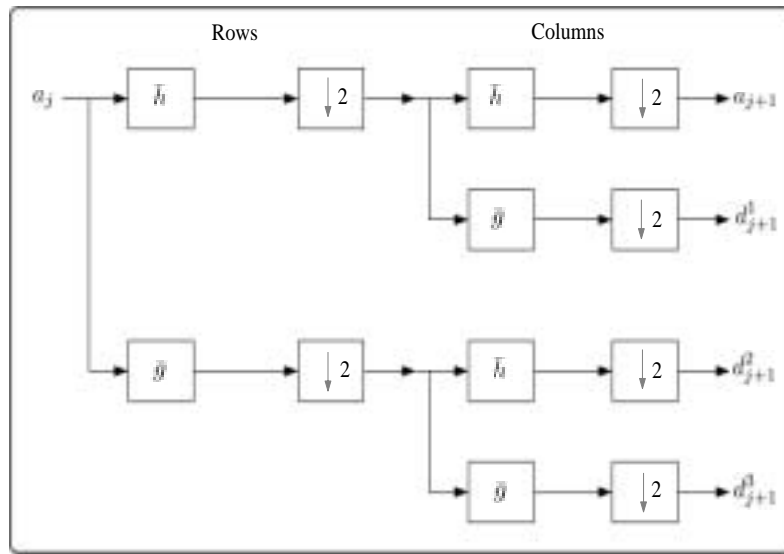 Rows Columns
a_j h̄ ↓2 h̄ ↓2 a_{j+1}
ḡ ↓2 d^1_{j+1}
ḡ ↓2 h̄ ↓2 d^2_{j+1}
ḡ ↓2 d^3_{j+1}